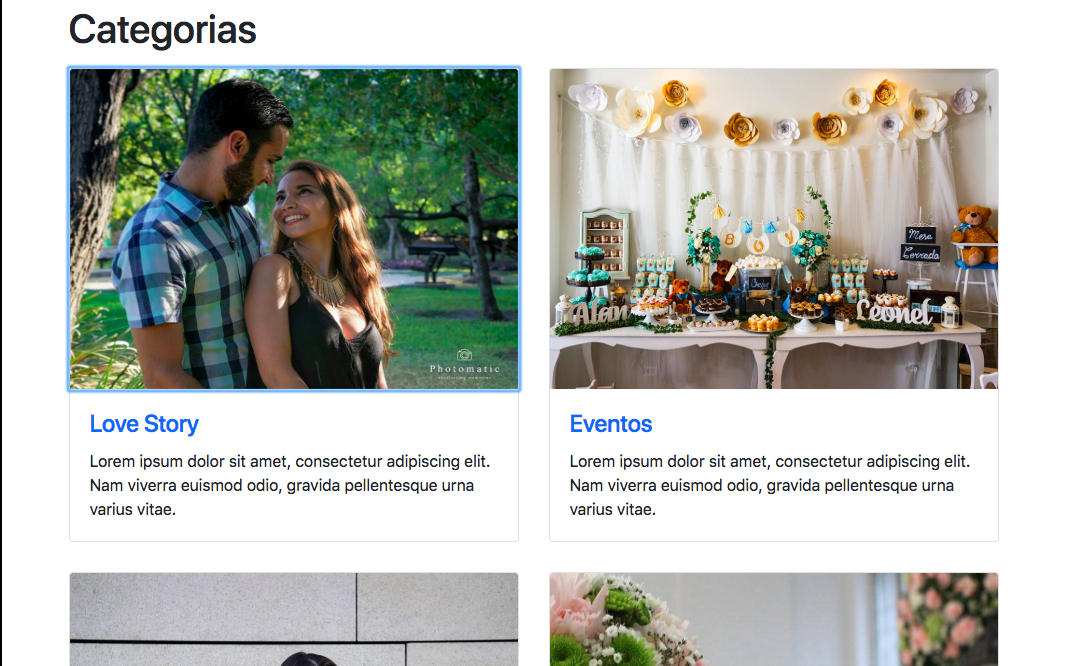 Categorias
Photomatic
Love Story
Lorem ipsum dolor sit amet, consectetur adipiscing elit.
Nam viverra euismod odio, gravida pellentesque urna
varius vitae.
BOY
Mesa
Cerrada
Alan
Leonel
Eventos
Lorem ipsum dolor sit amet, consectetur adipiscing elit.
Nam viverra euismod odio, gravida pellentesque urna
varius vitae.